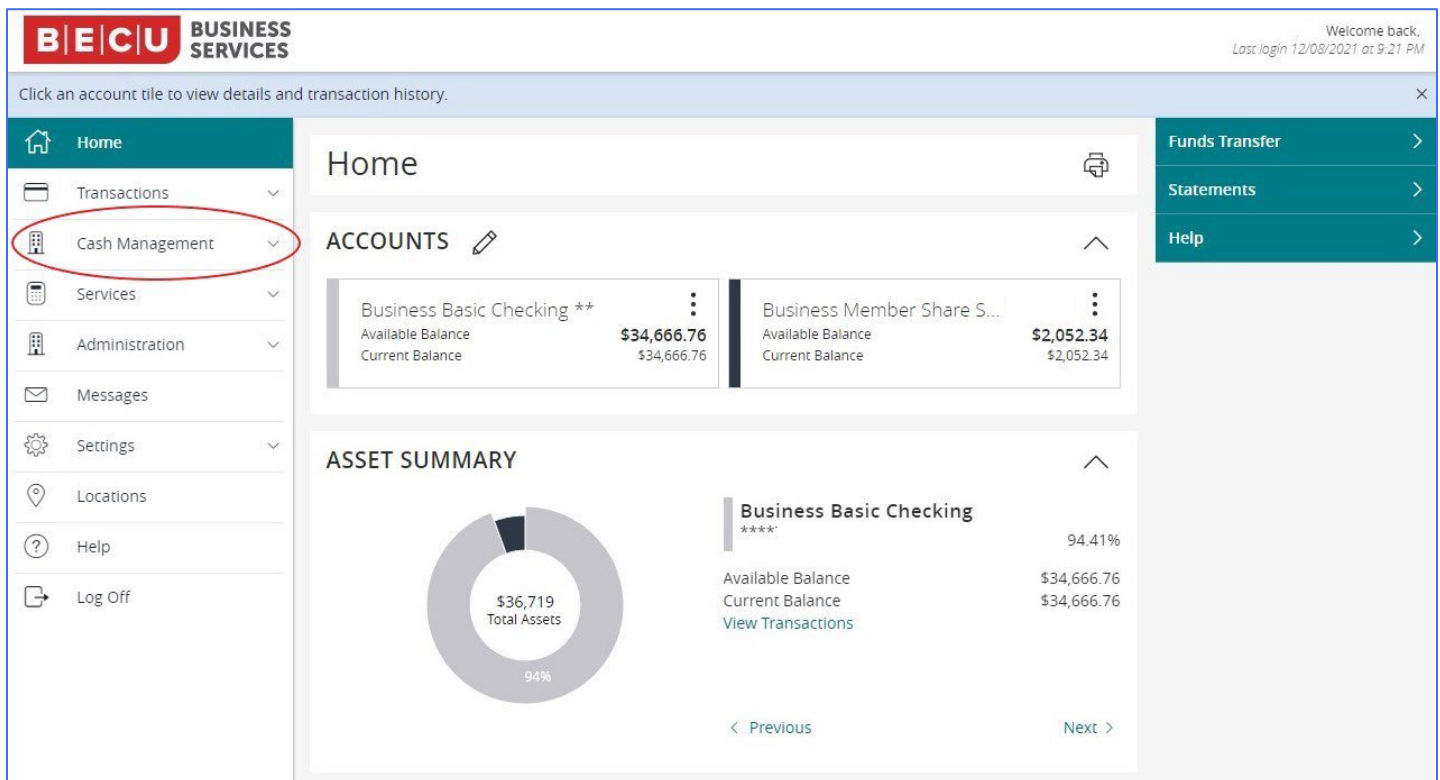 B|E|C|U BUSINESS SERVICES
Welcome back,
Last login 12/08/2021 at 9:21 PM
Click an account tile to view details and transaction history.
Home
Transactions
Cash Management
Services
Administration
Messages
Settings
Locations
Help
Log Off
Home
ACCOUNTS
Business Basic Checking **
Available Balance $34,666.76
Current Balance $34,666.76
Business Member Share S...
Available Balance $2,052.34
Current Balance $2,052.34
ASSET SUMMARY
$36,719
Total Assets
94%
Business Basic Checking
****
94.41%
Available Balance $34,666.76
Current Balance $34,666.76
View Transactions
< Previous
Next >
Funds Transfer
Statements
Help